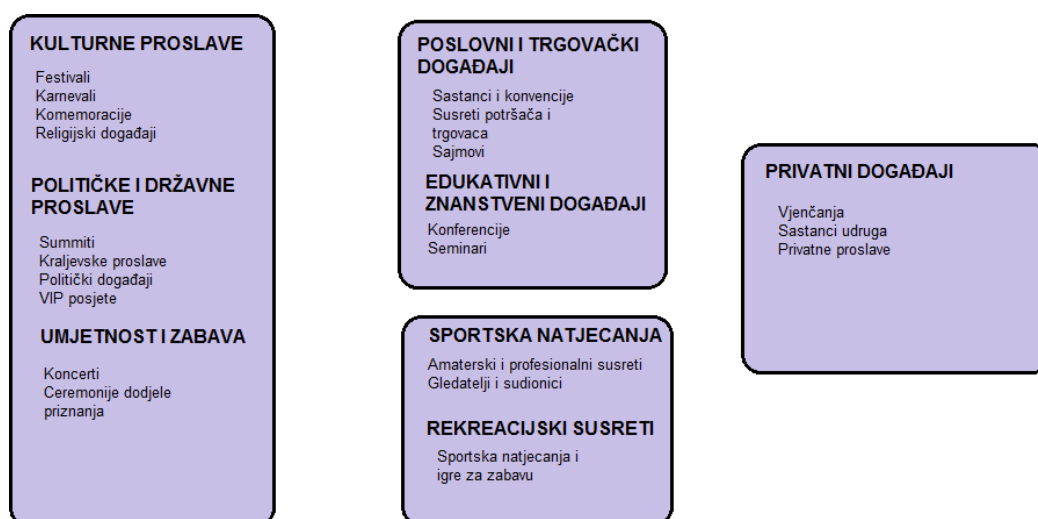 KULTURNE PROSLAVE
Festivali
Karnevali
Komemoracije
Religijski događaji
POLITIČKE I DRŽAVNE
PROSLAVE
Summiti
Kraljevske proslave
Politički događaji
VIP posjete
UMJETNOST I ZABAVA
Koncerti
Ceremonije dodjele
priznanja
POSLOVNI I TRGOVAČKI
DOGAĐAJI
Sastanci i konvencije
Susreti potršača i
trgovaca
Sajmovi
EDUKATIVNI I
ZNANSTVENI DOGAĐAJI
Konferencije
Seminari
SPORTSKA NATJECANJA
Amaterski i profesionalni susreti
Gledatelji i sudionici
REKREACIJSKI SUSRETI
Sportska natjecanja i
igre za zabavu
PRIVATNI DOGAĐAJI
Vjenčanja
Sastanci udruga
Privatne proslave